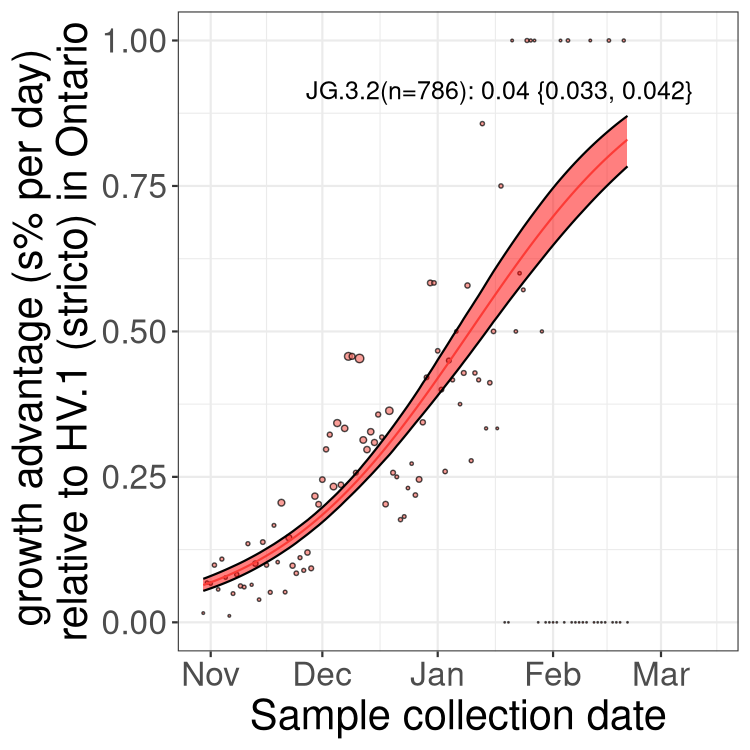 growth advantage (s% per day)
relative to HV.1 (stricto) in Ontario
1.00
0.75
0.50
0.25
0.00
JG.3.2(n=786): 0.04 {0.033, 0.042}
Nov Dec Jan Feb Mar
Sample collection date